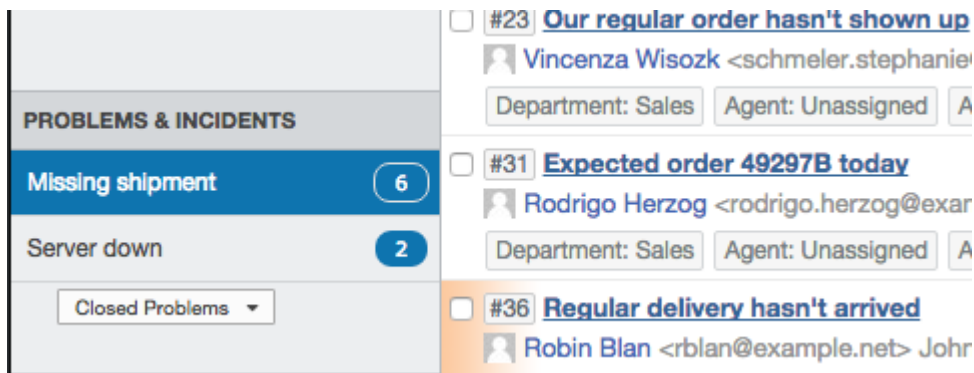 PROBLEMS & INCIDENTS
Missing shipment 6
Server down 2
Closed Problems
#23 Our regular order hasn't shown up
Vincenza Wisozk <schmeler.stephanie
Department: Sales Agent: Unassigned A
#31 Expected order 49297B today
Rodrigo Herzog <rodrigo.herzog@exam
Department: Sales Agent: Unassigned A
#36 Regular delivery hasn't arrived
Robin Blan <rblan@example.net> John